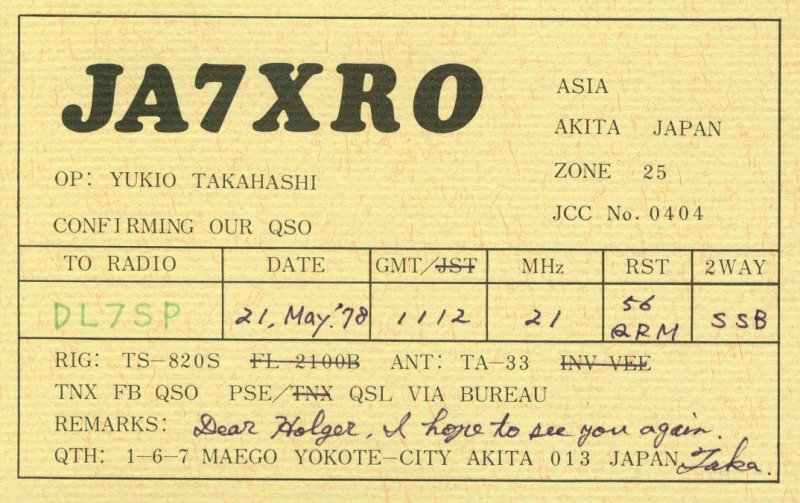 JA7XRO
ASIA
AKITA JAPAN
ZONE 25
JCC No. 0404
OP: YUKIO TAKAHASHI
CONFIRMING OUR QSO
TO RADIO DATE GMT/JST MHz RST 2WAY
DL7SP 21, May.'78 1112 21 56 QRM SSB
RIG: TS-820S FL-2100B ANT: TA-33 INV VEE
TNX FB QSO PSE/TNX QSL VIA BUREAU
REMARKS: Dear Holger, I hope to see you again.
QTH: 1-6-7 MAEGO YOKOTE-CITY AKITA 013 JAPAN Taka.